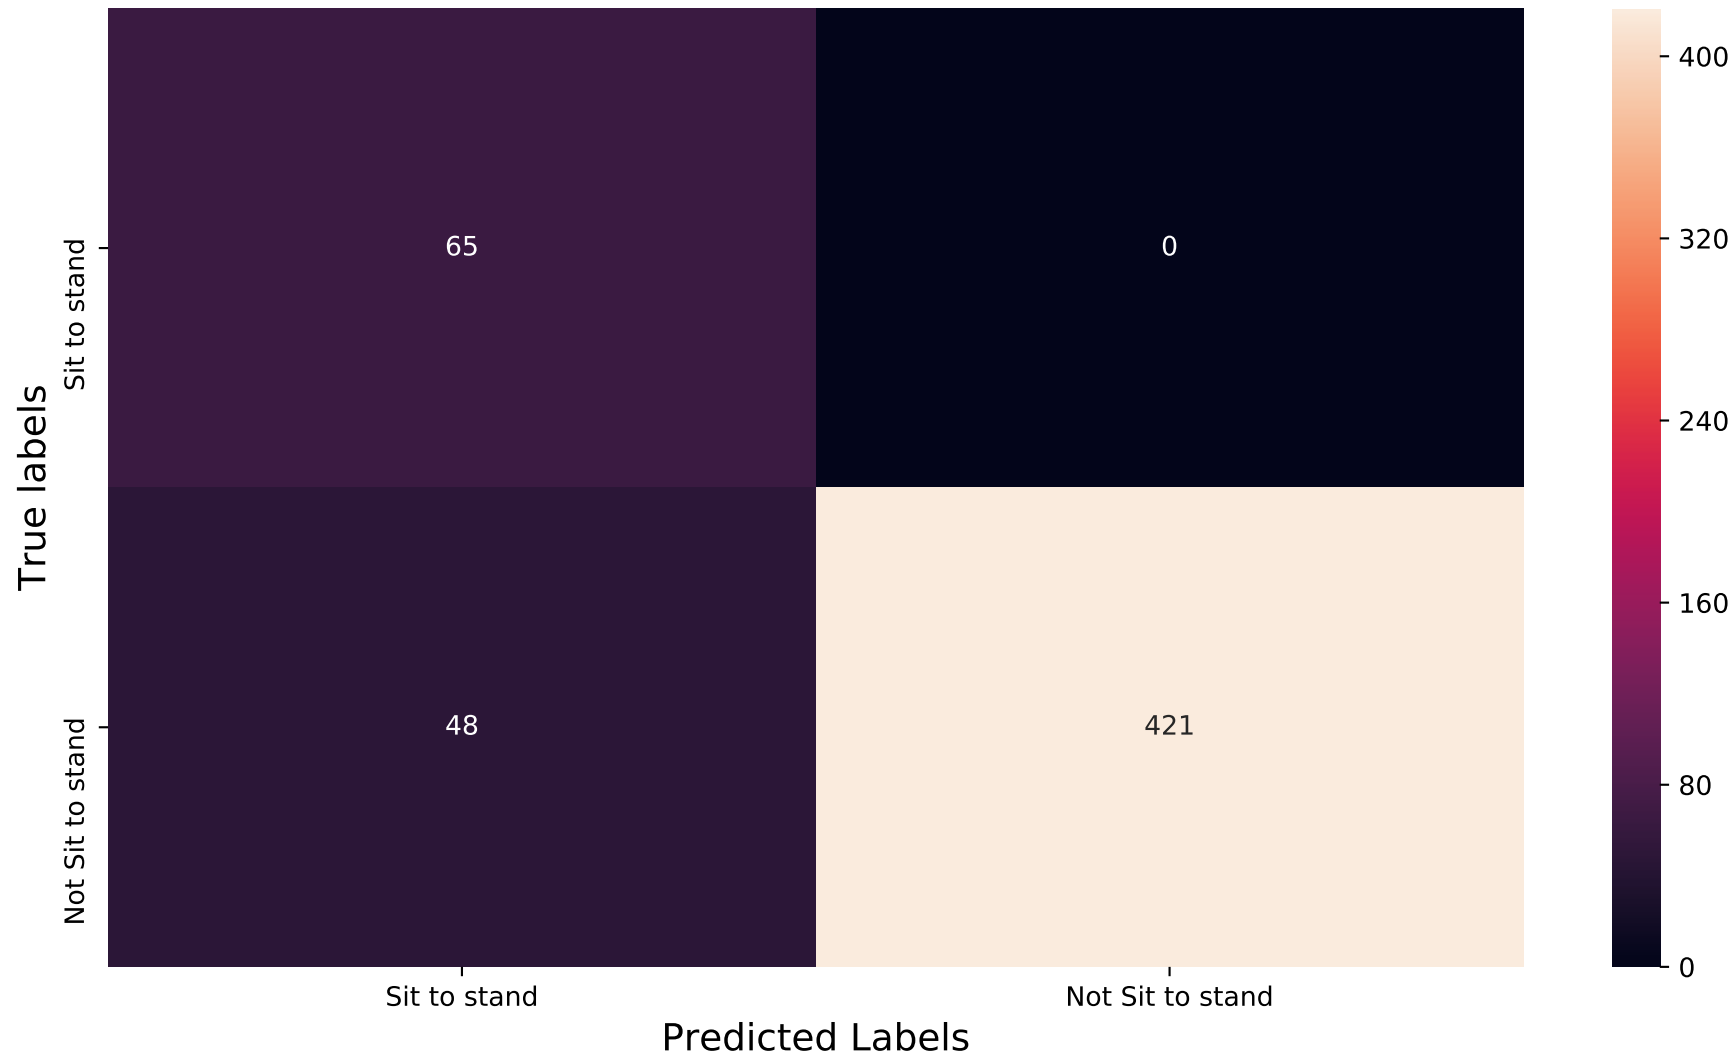 True labels
Sit to stand
Not Sit to stand
65
0
48
421
Sit to stand
Not Sit to stand
Predicted Labels
400
320
240
160
80
0